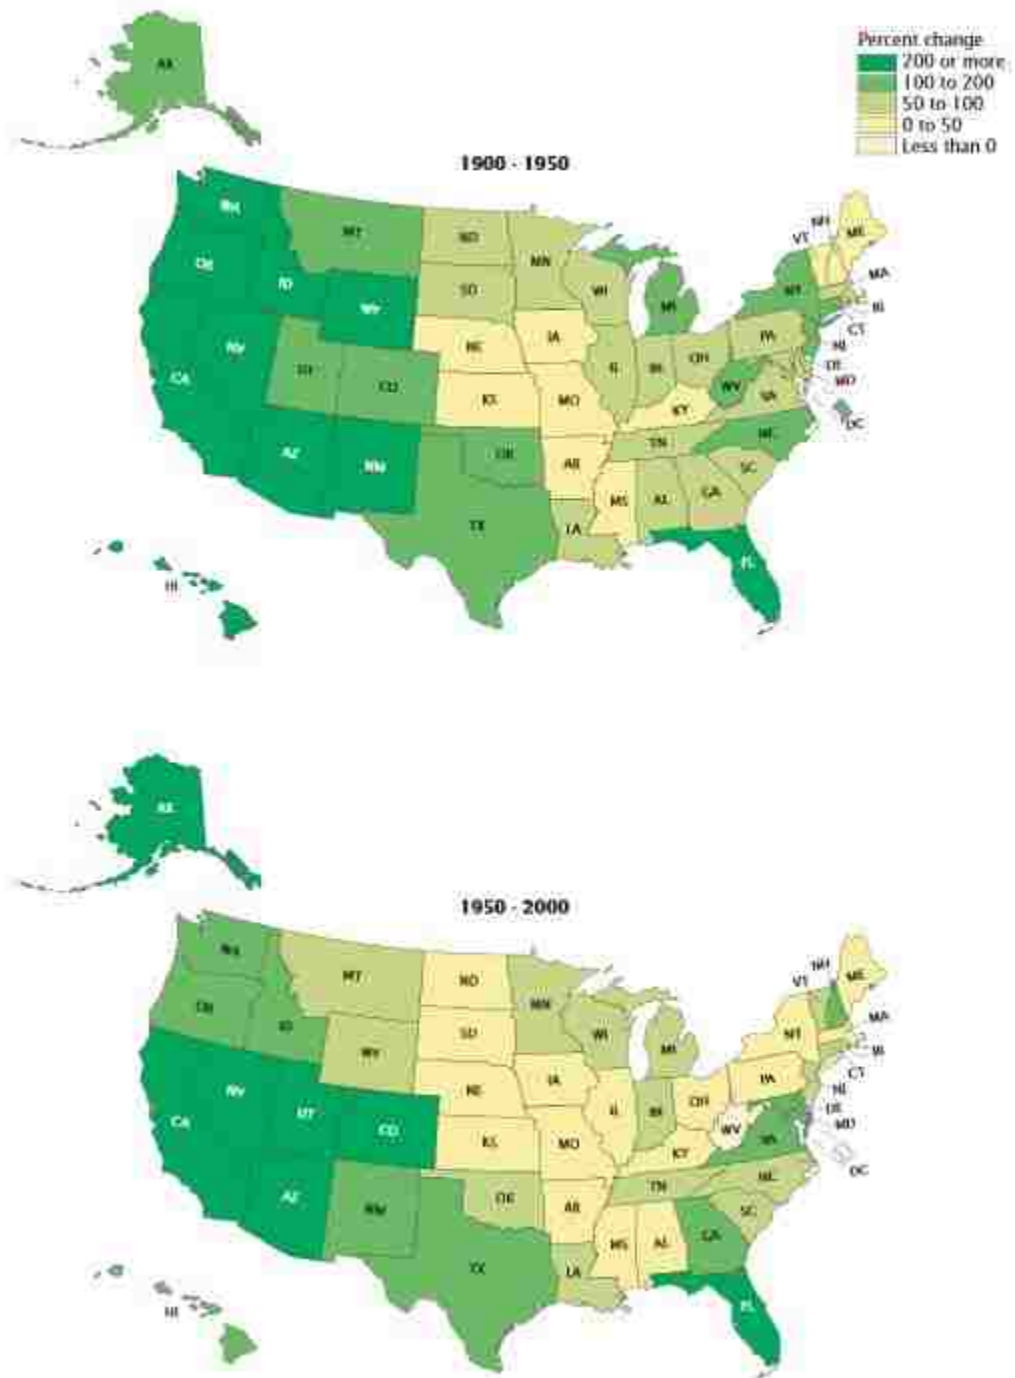 Percent change
200 or more
100 to 200
50 to 100
0 to 50
Less than 0
AK
1900 - 1950
WA
MT
ND
MN
WI
MI
VT
NH
ME
MA
RI
CT
NJ
DE
MD
DC
NY
PA
OR
ID
WY
SD
IA
NE
NV
UT
CO
CA
KS
MO
IL
IN
OH
WV
VA
KY
NC
TN
SC
AZ
NM
OK
AR
TX
LA
MS
AL
GA
FL
HI
AK
1950 - 2000
WA
MT
ND
MN
WI
MI
VT
NH
ME
MA
RI
CT
NJ
DE
MD
DC
NY
PA
OR
ID
WY
SD
IA
NE
NV
UT
CO
CA
KS
MO
IL
IN
OH
WV
VA
KY
NC
TN
SC
AZ
NM
OK
AR
TX
LA
MS
AL
GA
FL
HI